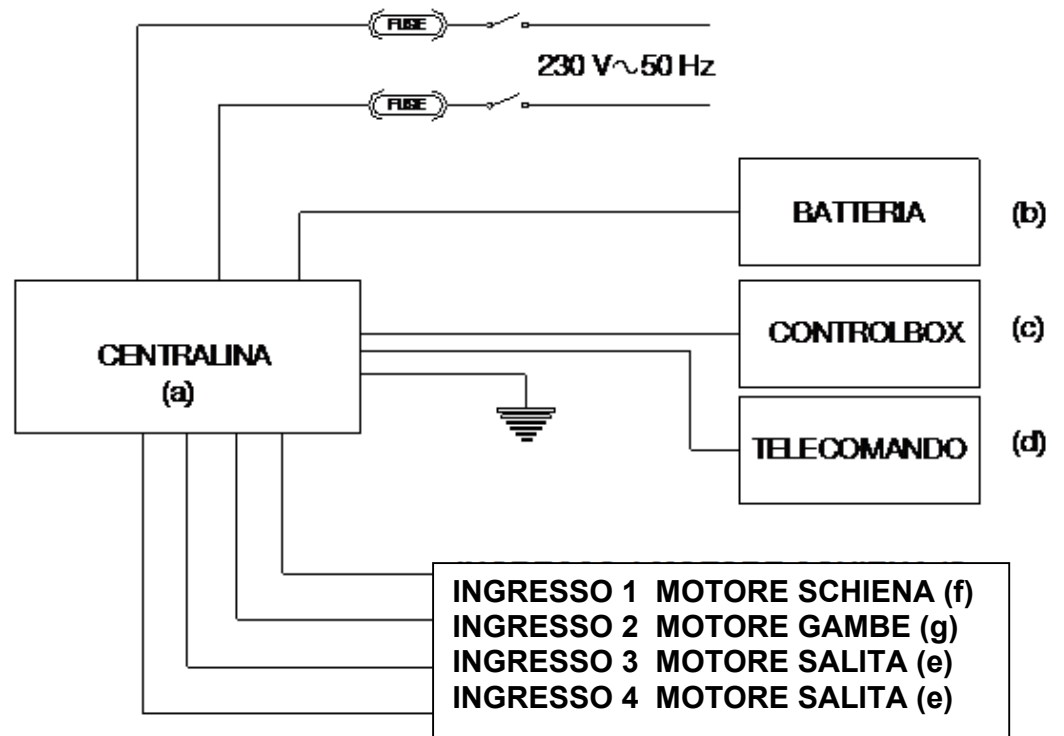 FUSE
230 V~50 Hz
FUSE
BATTERIA (b)
CENTRALINA
(a)
CONTROLBOX (c)
TELECOMANDO (d)
INGRESSO 1 MOTORE SCHIENA (f)
INGRESSO 2 MOTORE GAMBE (g)
INGRESSO 3 MOTORE SALITA (e)
INGRESSO 4 MOTORE SALITA (e)